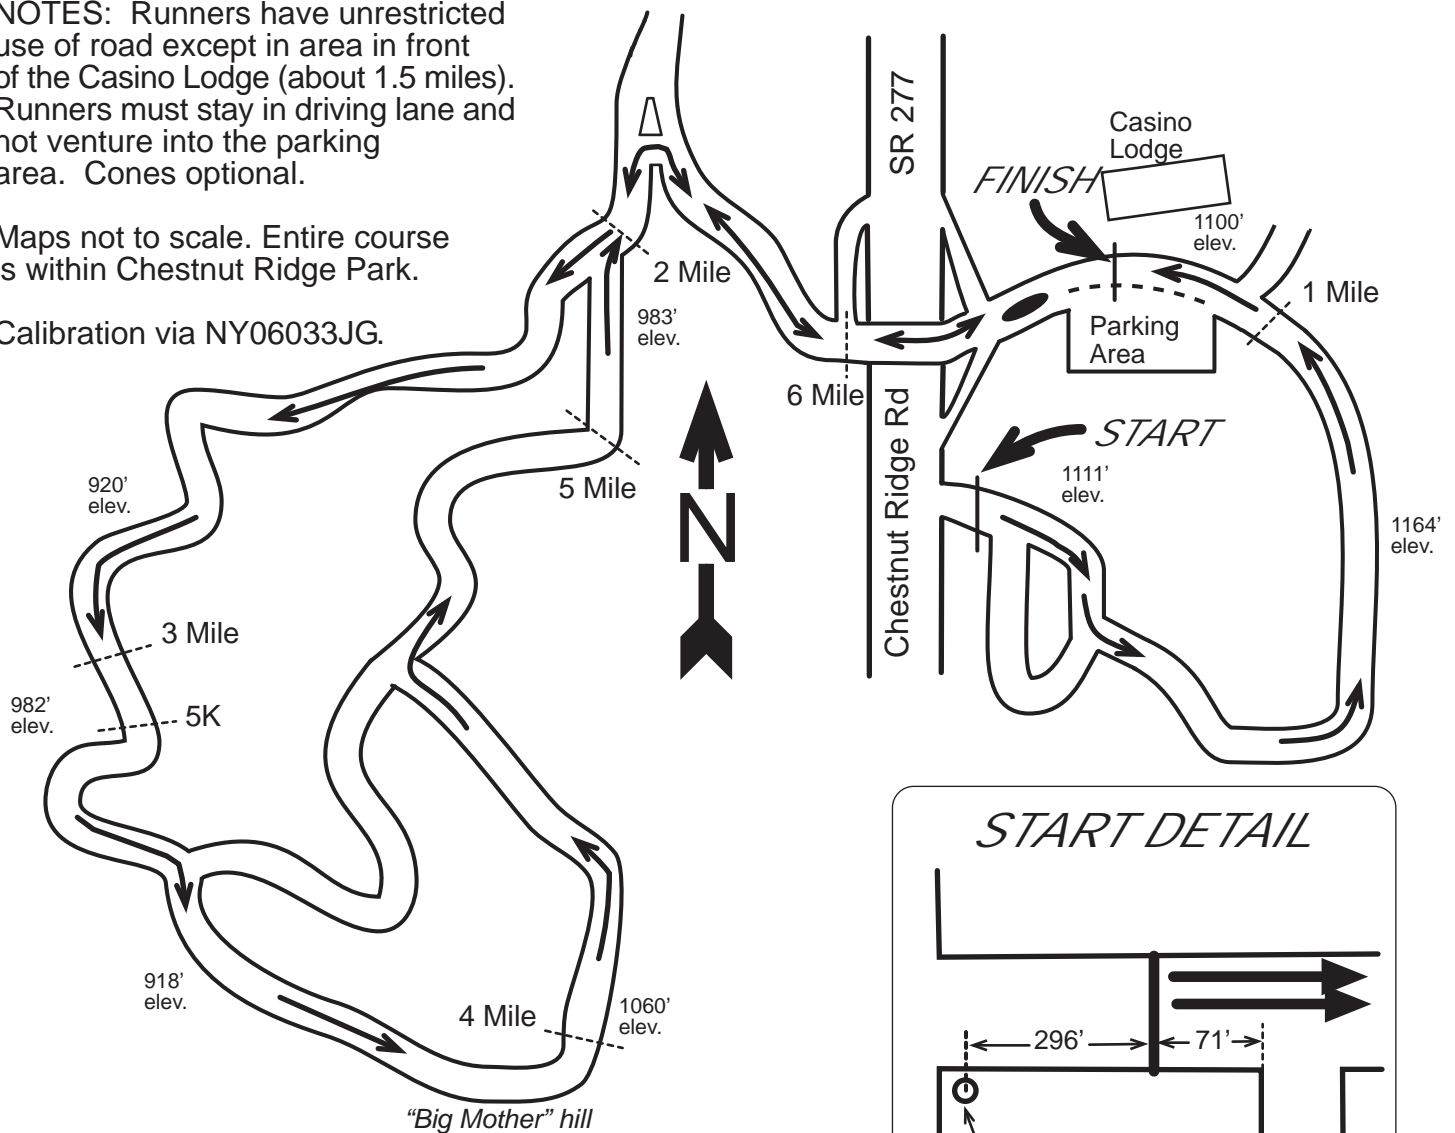 NOTES: Runners have unrestricted
use of road except in area in front
of the Casino Lodge (about 1.5 miles).
Runners must stay in driving lane and
not venture into the parking
area. Cones optional.
Maps not to scale. Entire course
is within Chestnut Ridge Park.
Calibration via NY06033JG.
SR 277
Casino
Lodge
FINISH
1100'
elev.
2 Mile
1 Mile
983'
elev.
Parking
Area
6 Mile
START
1111'
elev.
Chestnut Ridge Rd
920'
elev.
5 Mile
N
1164'
elev.
3 Mile
982'
elev.
5K
918'
elev.
4 Mile
1060'
elev.
“Big Mother” hill
START DETAIL
296'
71'